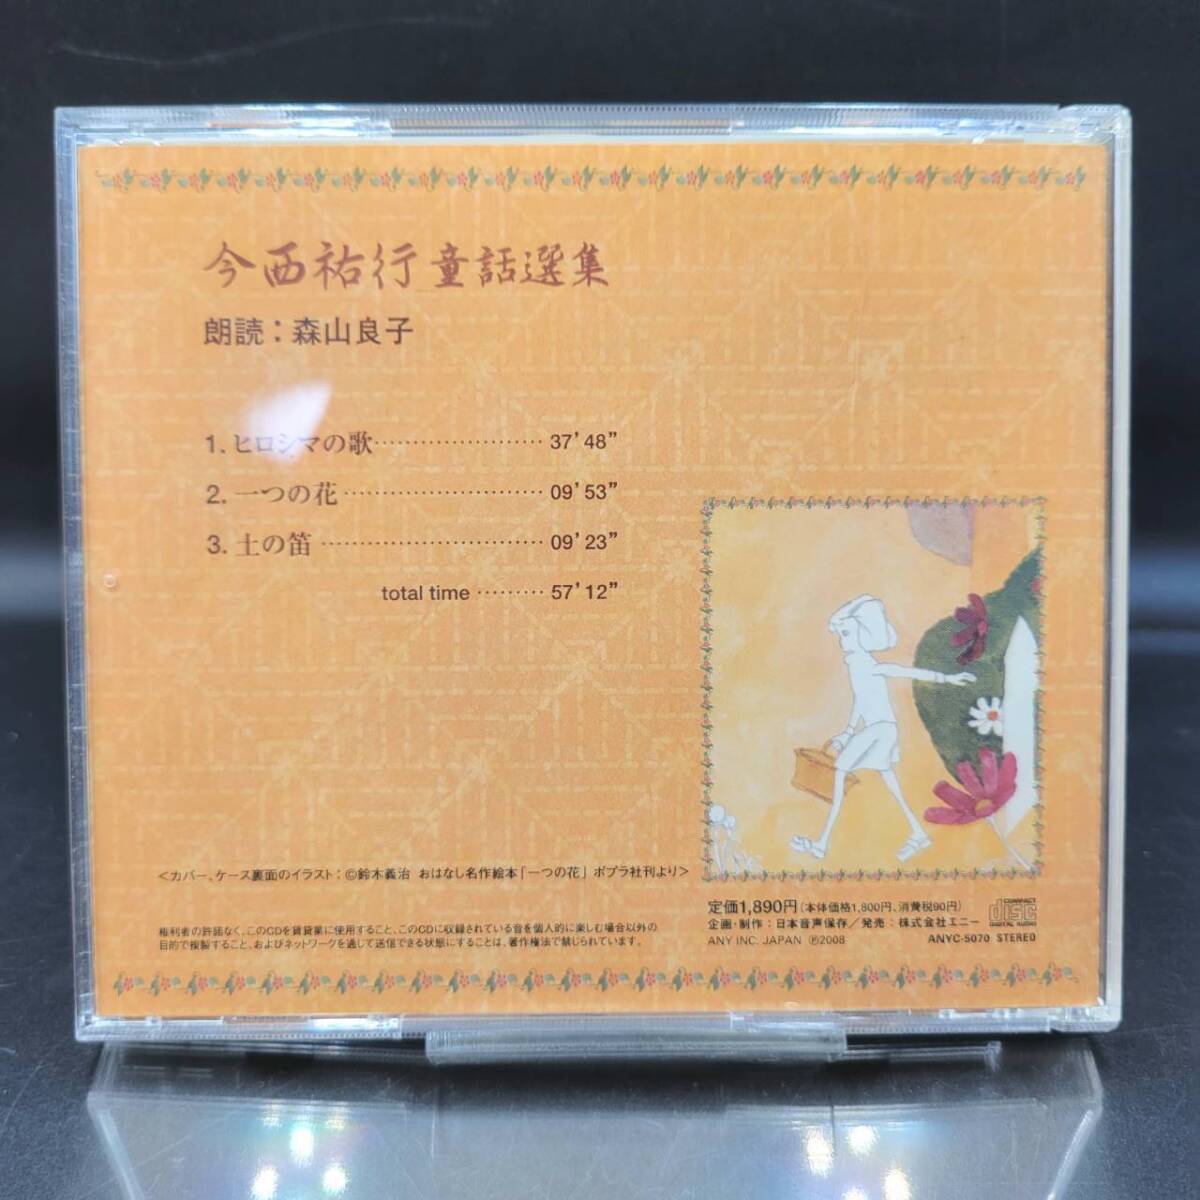 今西祐行童話選集
朗読：森山良子
1. ヒロシマの歌 …………………… 37’48”
2. 一つの花 ………………………… 09’53”
3. 土の笛 …………………………… 09’23”
total time ……… 57’12”
＜カバー、ケース裏面のイラスト：©鈴木義治 おはなし名作絵本「一つの花」ポプラ社刊より＞
権利者の許諾なく、このCDを賃貸業に使用すること、このCDに収録されている音を個人的に楽しむ場合以外の
目的で複製すること、およびネットワークを通じて送信できる状態にすることは、著作権法で禁じられています。
定価1,890円(本体価格1,800円、消費税90円)
企画・制作：日本音声保存／発売：株式会社エニー
ANY INC. JAPAN ℗2008
ANYC-5070 STEREO
COMPACT
disc
DIGITAL AUDIO